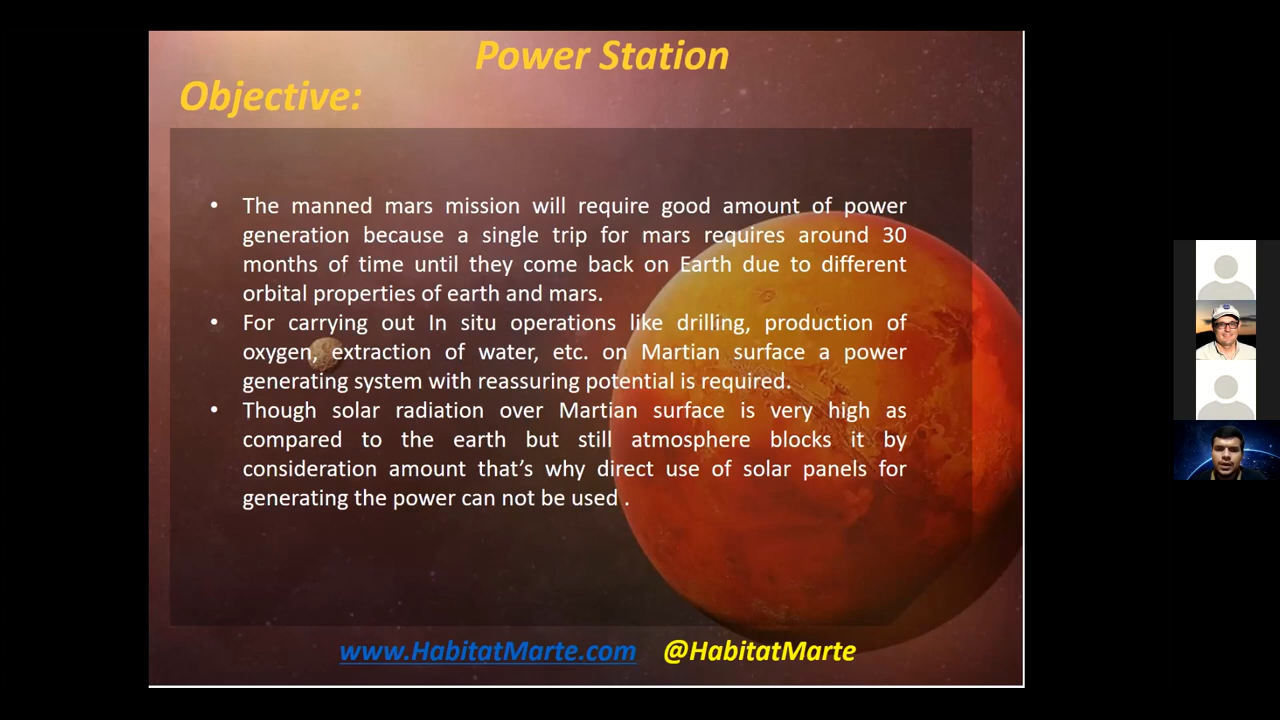 Power Station
Objective:
• The manned mars mission will require good amount of power
generation because a single trip for mars requires around 30
months of time until they come back on Earth due to different
orbital properties of earth and mars.
• For carrying out In situ operations like drilling, production of
oxygen, extraction of water, etc. on Martian surface a power
generating system with reassuring potential is required.
• Though solar radiation over Martian surface is very high as
compared to the earth but still atmosphere blocks it by
consideration amount that's why direct use of solar panels for
generating the power can not be used .
www.HabitatMarte.com @HabitatMarte